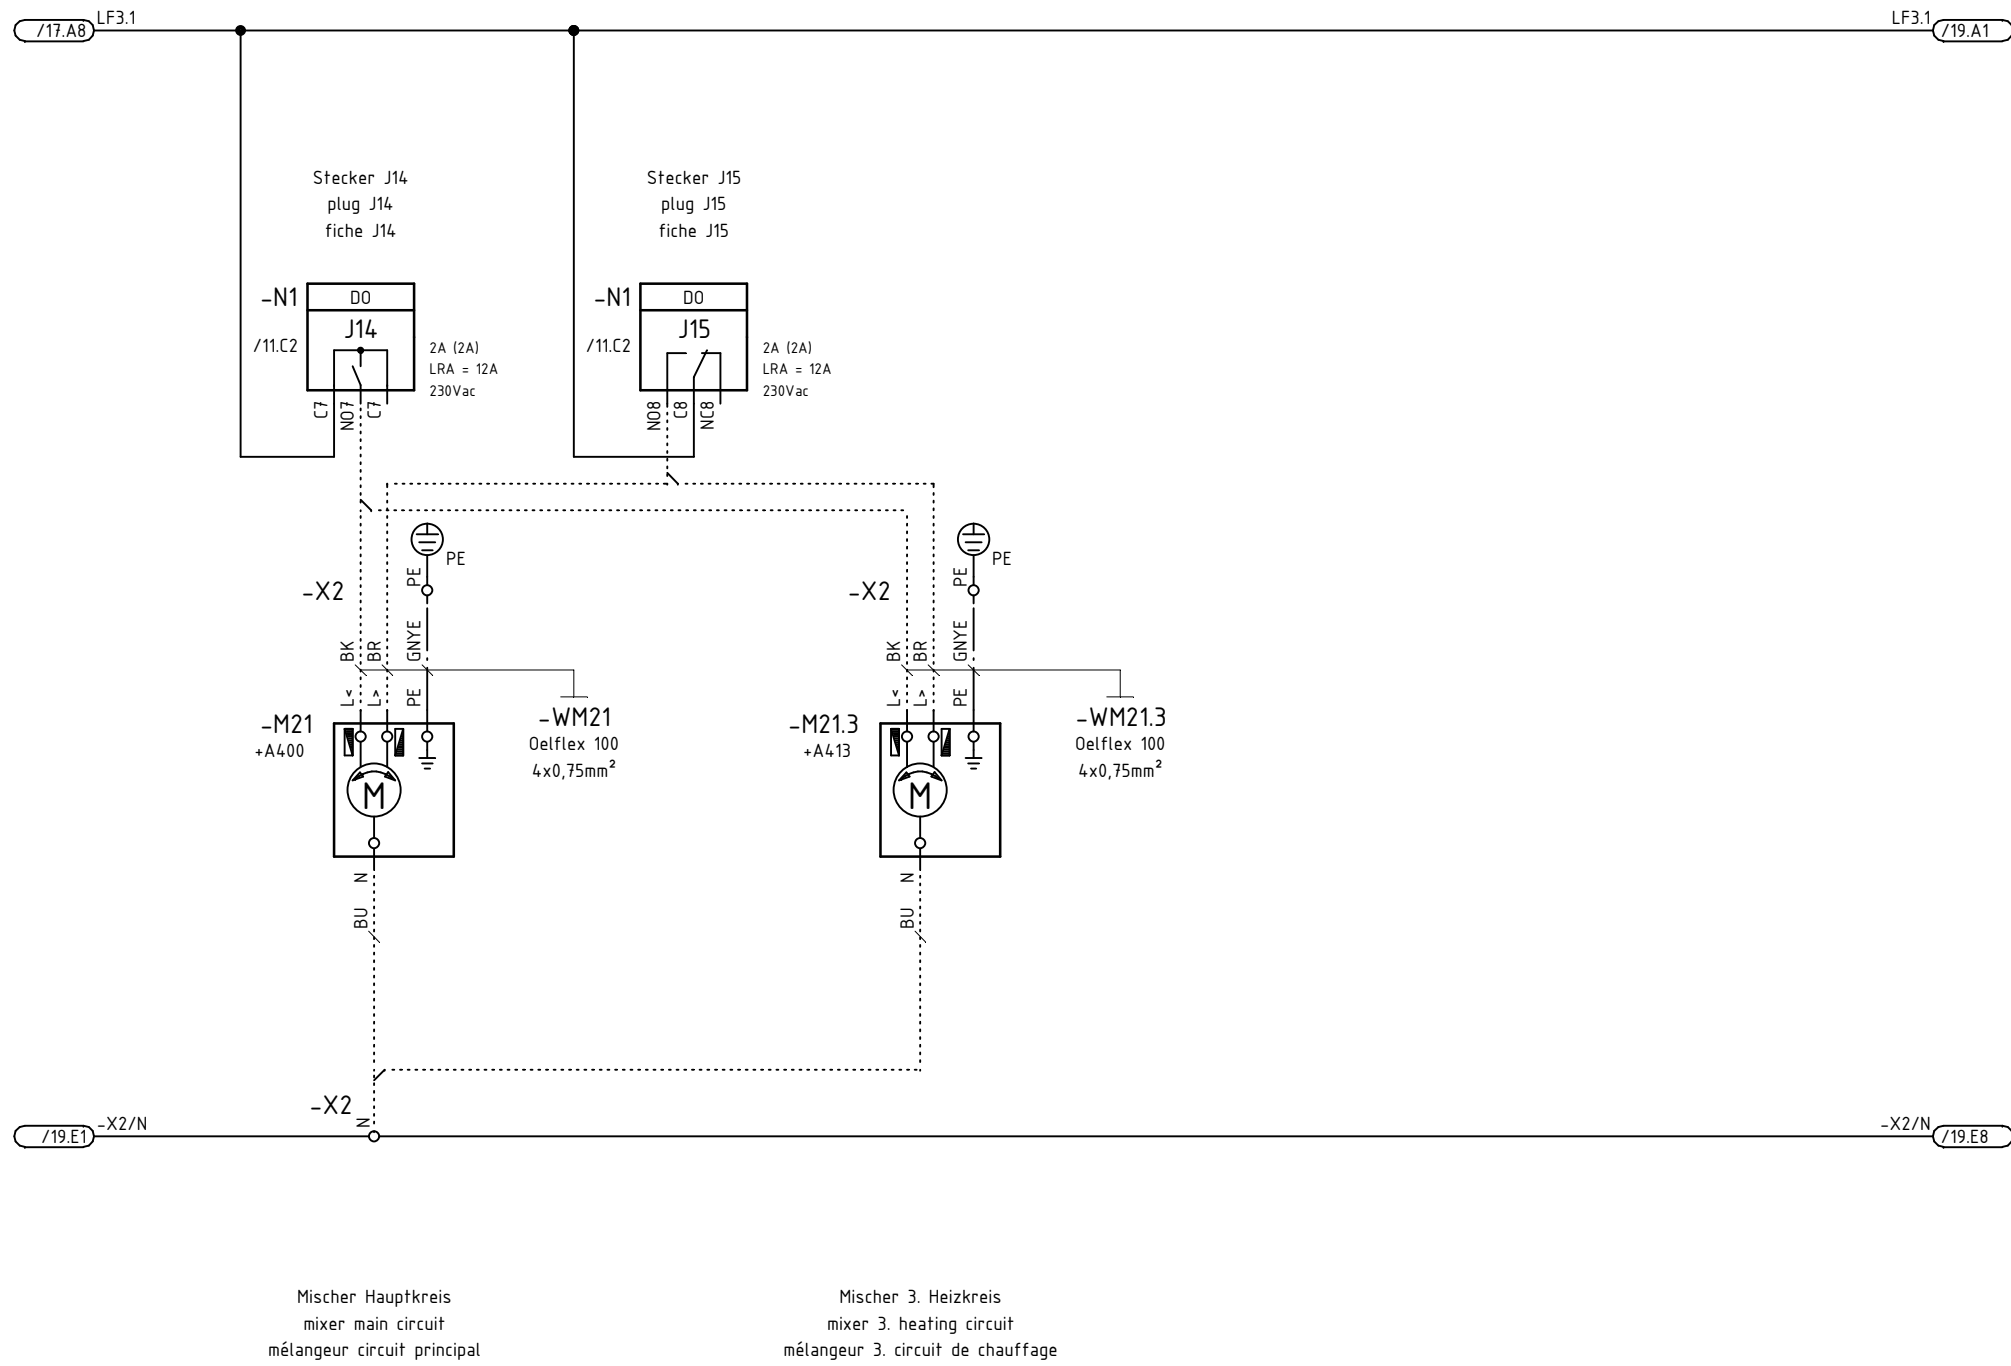 LF3.1
LF3.1
/17.A8
/19.A1
Stecker J14
plug J14
fiche J14
Stecker J15
plug J15
fiche J15
-N1
DO
J14
/11.C2
2A (2A)
LRA = 12A
230Vac
C7
NO7
C7
-N1
DO
J15
/11.C2
2A (2A)
LRA = 12A
230Vac
NO8
C8
NC8
PE
PE
-X2
BK
BR
GNYE
L˅
L˄
PE
-M21
+A400
M
-WM21
Oelflex 100
4x0,75mm²
N
BU
PE
PE
-X2
BK
BR
GNYE
L˅
L˄
PE
-M21.3
+A413
M
-WM21.3
Oelflex 100
4x0,75mm²
N
BU
-X2
N
/19.E1
-X2/N
-X2/N
/19.E8
Mischer Hauptkreis
mixer main circuit
mélangeur circuit principal
Mischer 3. Heizkreis
mixer 3. heating circuit
mélangeur 3. circuit de chauffage